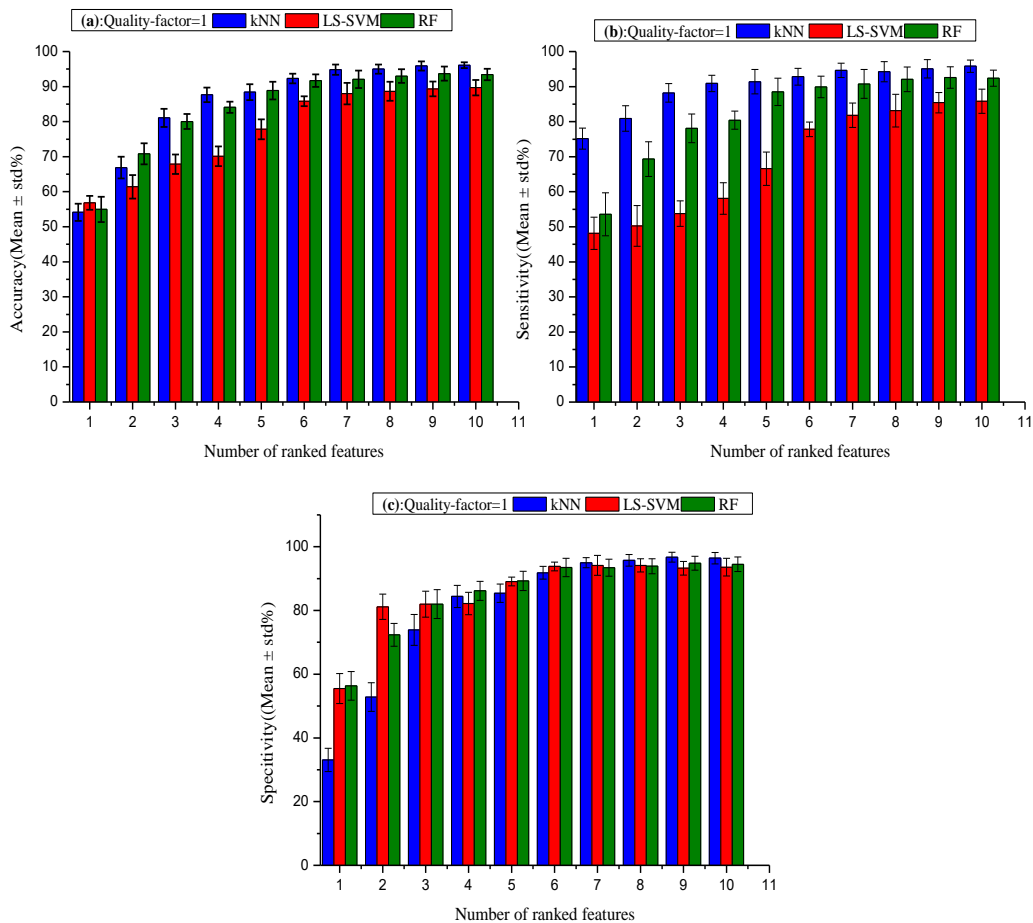 (a):Quality-factor=1 kNN LS-SVM RF
100
90
80
70
60
50
40
30
20
10
0
Accuracy(Mean ± std%)
1 2 3 4 5 6 7 8 9 10 11
Number of ranked features
(b):Quality-factor=1 kNN LS-SVM RF
100
90
80
70
60
50
40
30
20
10
0
Sensitivity((Mean ± std%)
1 2 3 4 5 6 7 8 9 10 11
Number of ranked features
(c):Quality-factor=1 kNN LS-SVM RF
100
80
60
40
20
0
Specitivity((Mean ± std%)
1 2 3 4 5 6 7 8 9 10 11
Number of ranked features